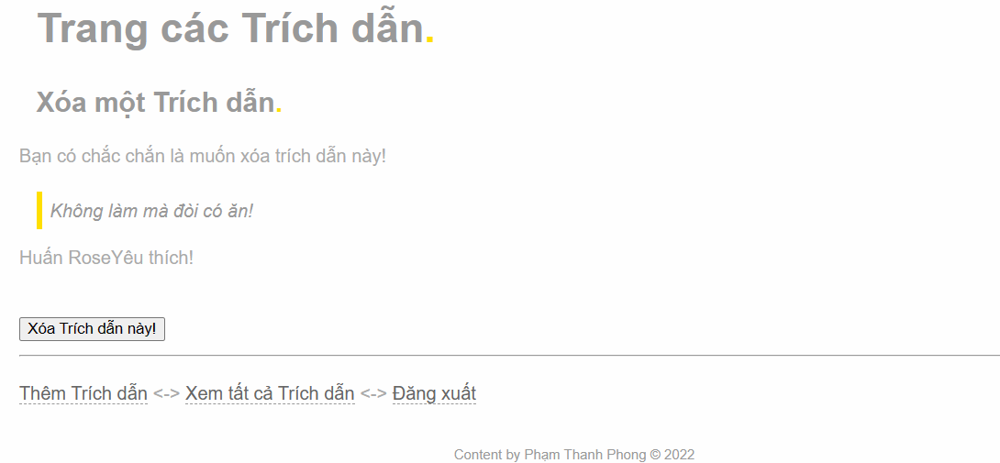 Trang các Trích dẫn.
Xóa một Trích dẫn.
Bạn có chắc chắn là muốn xóa trích dẫn này!
Không làm mà đòi có ăn!
Huấn RoseYêu thích!
Xóa Trích dẫn này!
Thêm Trích dẫn <-> Xem tất cả Trích dẫn <-> Đăng xuất
Content by Phạm Thanh Phong © 2022